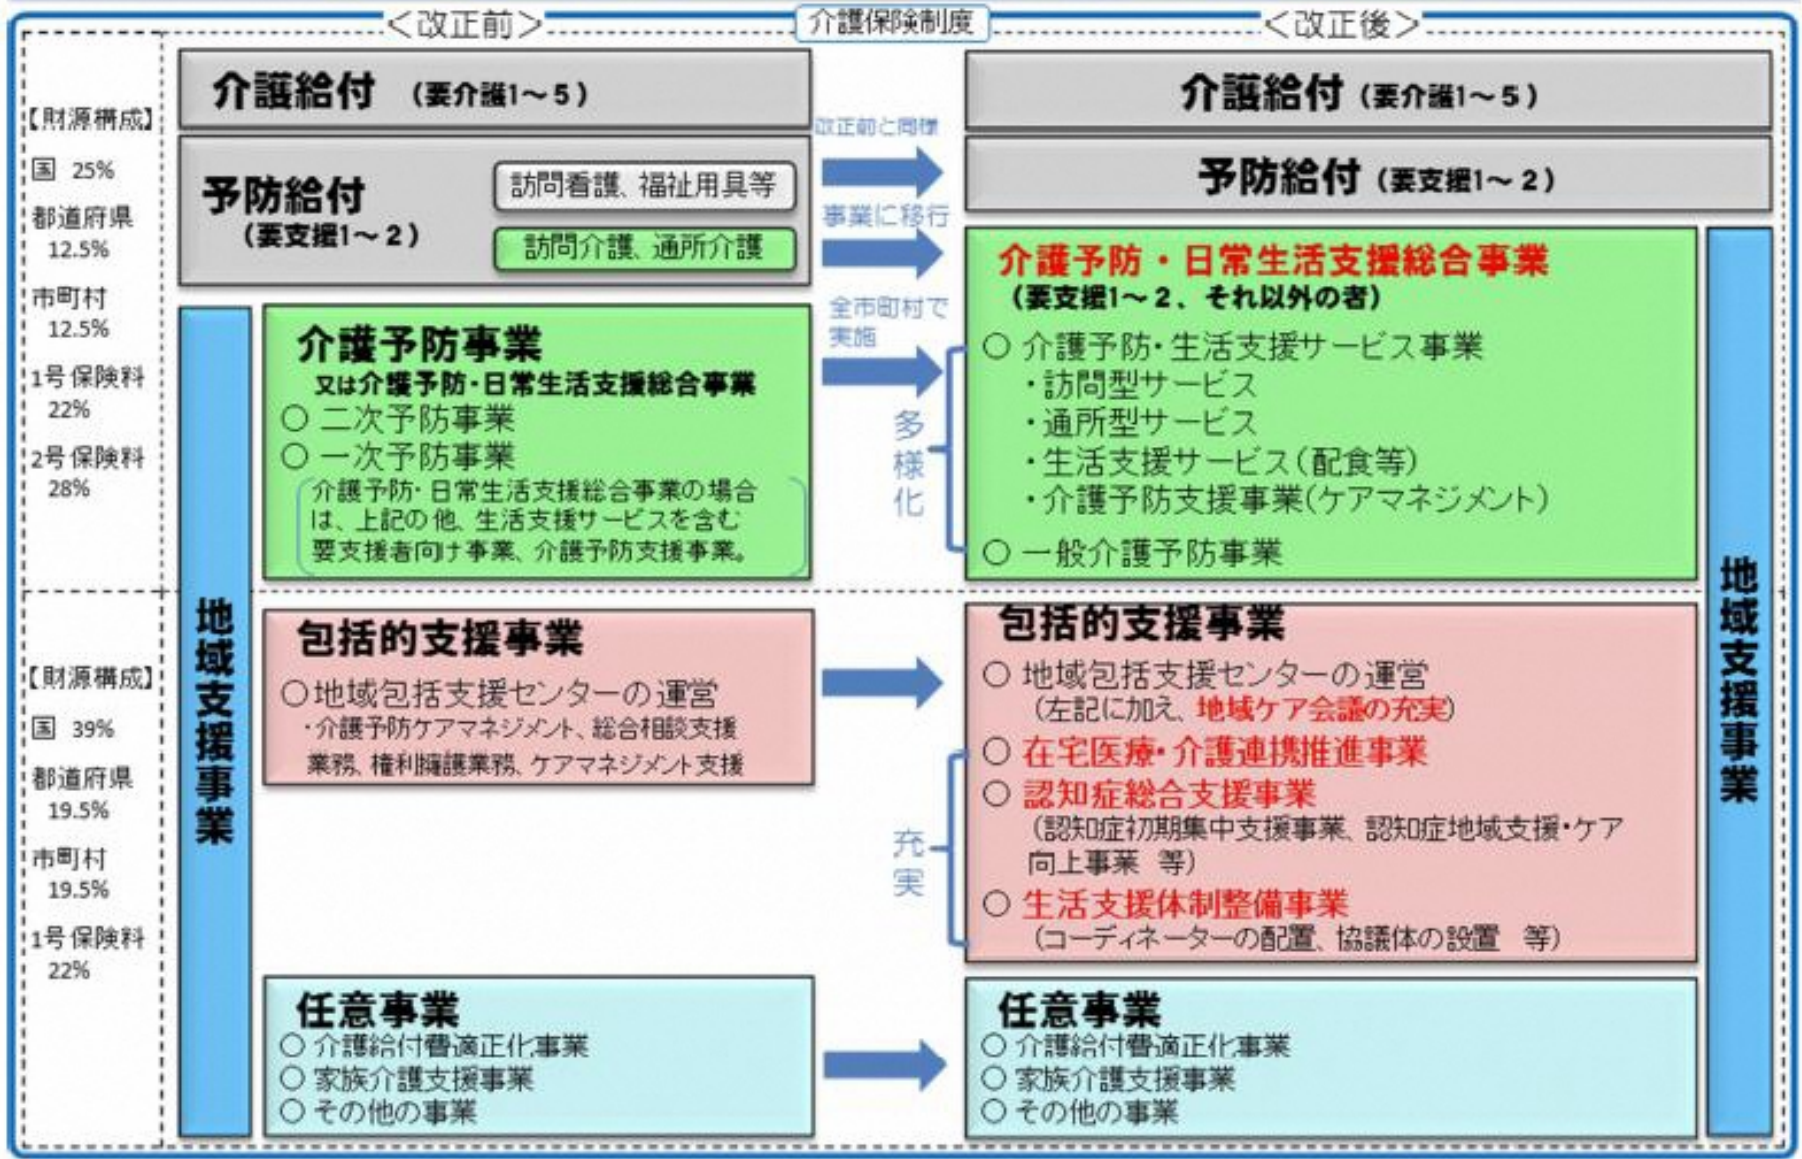 ＜改正前＞
介護保険制度
＜改正後＞
【財源構成】
国 25%
都道府県
12.5%
市町村
12.5%
1号保険料
22%
2号保険料
28%
【財源構成】
国 39%
都道府県
19.5%
市町村
19.5%
1号保険料
22%
介護給付 （要介護1～5）
予防給付
（要支援1～2）
訪問看護、福祉用具等
訪問介護、通所介護
地域支援事業
介護予防事業
又は介護予防・日常生活支援総合事業
○ 二次予防事業
○ 一次予防事業
介護予防・日常生活支援総合事業の場合
は、上記の他、生活支援サービスを含む
要支援者向け事業、介護予防支援事業。
包括的支援事業
○地域包括支援センターの運営
・介護予防ケアマネジメント、総合相談支援
業務、権利擁護業務、ケアマネジメント支援
任意事業
○ 介護給付費適正化事業
○ 家族介護支援事業
○ その他の事業
改正前と同様
事業に移行
全市町村で
実施
多様化
充実
介護給付（要介護1～5）
予防給付（要支援1～2）
介護予防・日常生活支援総合事業
（要支援1～2、それ以外の者）
○ 介護予防・生活支援サービス事業
・訪問型サービス
・通所型サービス
・生活支援サービス（配食等）
・介護予防支援事業（ケアマネジメント）
○ 一般介護予防事業
包括的支援事業
○ 地域包括支援センターの運営
（左記に加え、地域ケア会議の充実）
○ 在宅医療・介護連携推進事業
○ 認知症総合支援事業
（認知症初期集中支援事業、認知症地域支援・ケア
向上事業 等）
○ 生活支援体制整備事業
（コーディネーターの配置、協議体の設置 等）
任意事業
○ 介護給付費適正化事業
○ 家族介護支援事業
○ その他の事業
地域支援事業